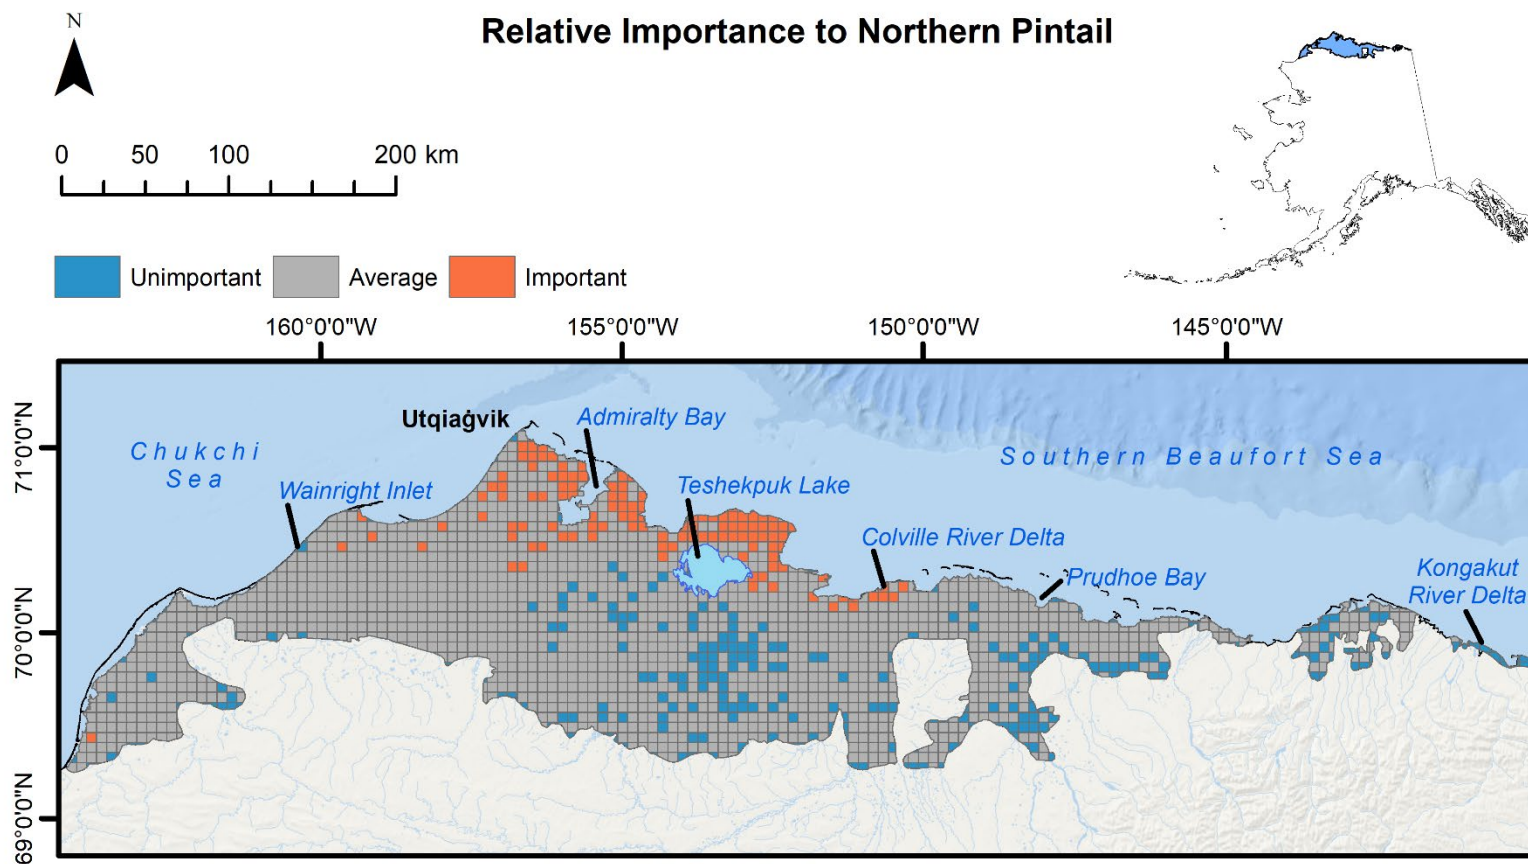 Relative Importance to Northern Pintail
N
0 50 100 200 km
Unimportant Average Important
160°0'0"W 155°0'0"W 150°0'0"W 145°0'0"W
71°0'0"N
70°0'0"N
69°0'0"N
Utqiaġvik
Admiralty Bay
Chukchi
Sea
Southern Beaufort Sea
Wainright Inlet
Teshekpuk Lake
Colville River Delta
Prudhoe Bay
Kongakut
River Delta